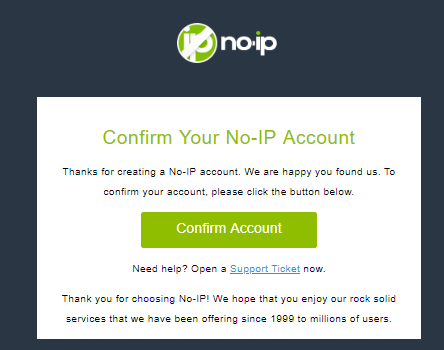 no-ip
Confirm Your No-IP Account
Thanks for creating a No-IP account. We are happy you found us. To
confirm your account, please click the button below.
Confirm Account
Need help? Open a Support Ticket now.
Thank you for choosing No-IP! We hope that you enjoy our rock solid
services that we have been offering since 1999 to millions of users.